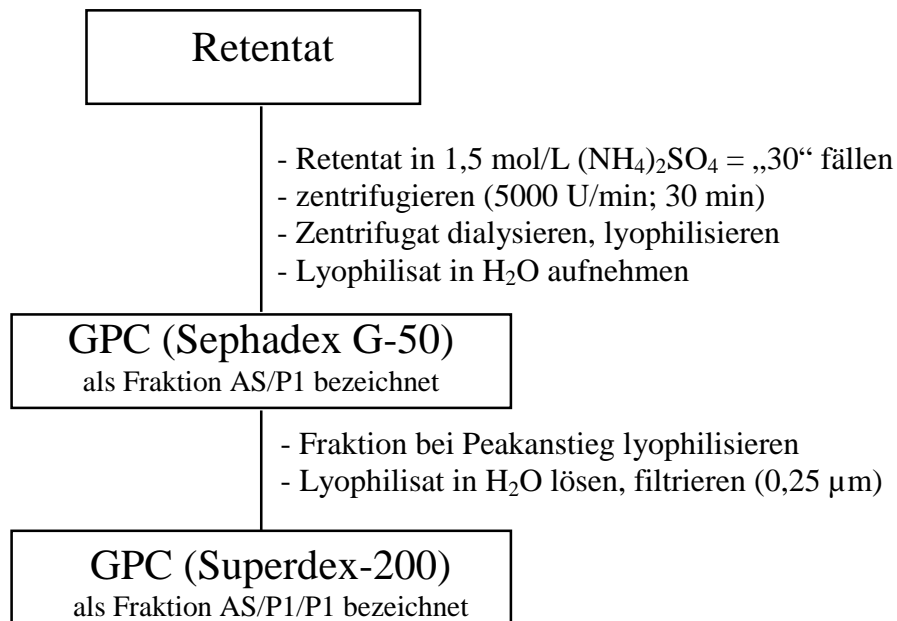 Retentat
- Retentat in 1,5 mol/L (NH₄)₂SO₄ = „30“ fällen
- zentrifugieren (5000 U/min; 30 min)
- Zentrifugat dialysieren, lyophilisieren
- Lyophilisat in H₂O aufnehmen
GPC (Sephadex G-50)
als Fraktion AS/P1 bezeichnet
- Fraktion bei Peakanstieg lyophilisieren
- Lyophilisat in H₂O lösen, filtrieren (0,25 µm)
GPC (Superdex-200)
als Fraktion AS/P1/P1 bezeichnet